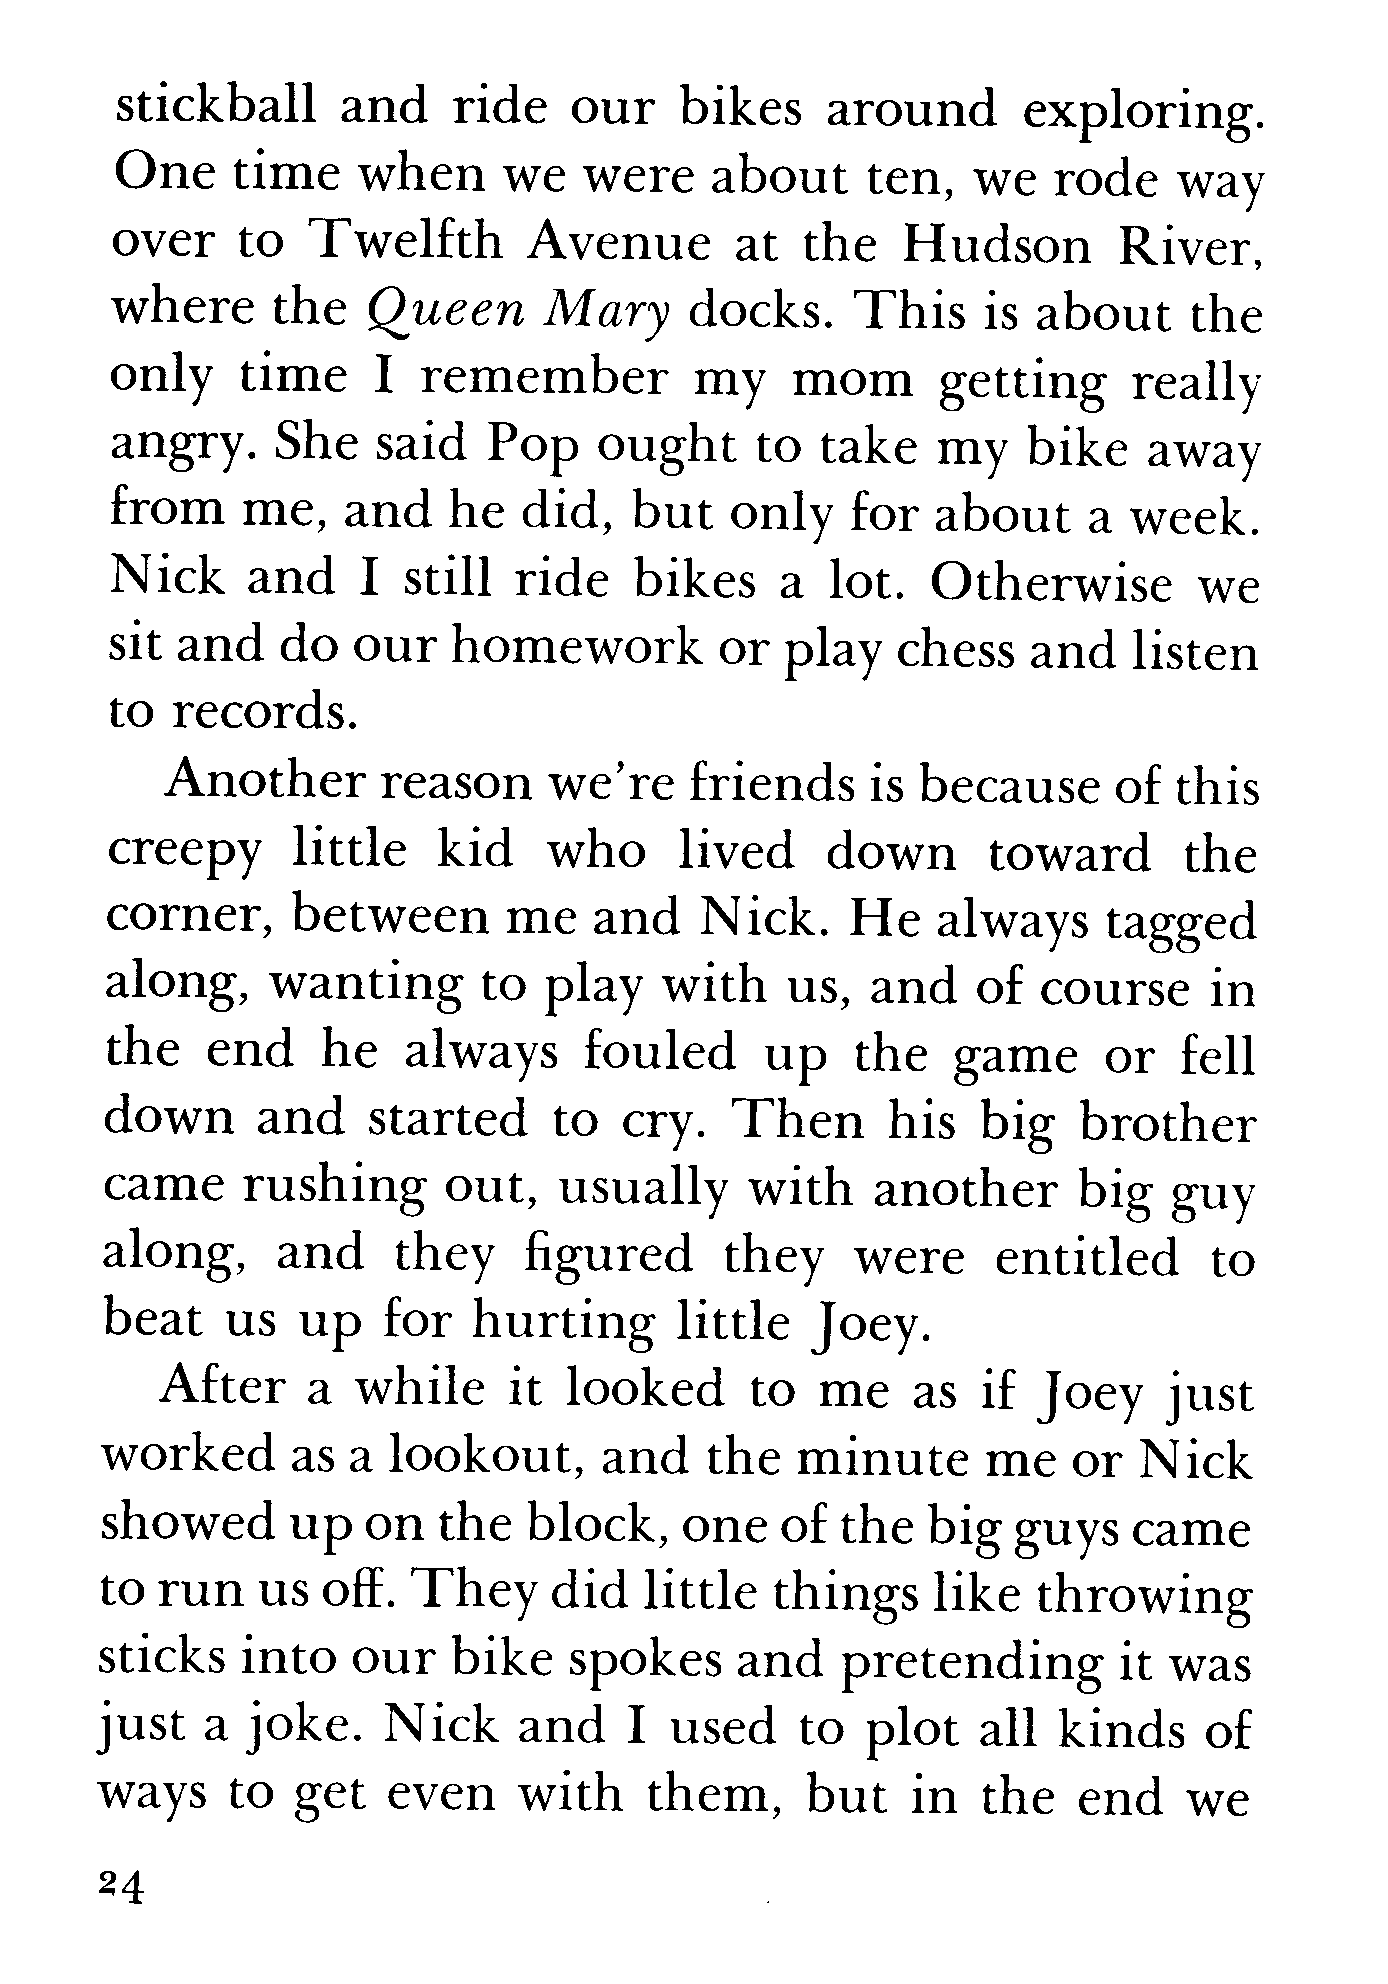 stickball and ride our bikes around exploring.
One time when we were about ten, we rode way
over to Twelfth Avenue at the Hudson River,
where the Queen Mary docks. This is about the
only time I remember my mom getting really
angry. She said Pop ought to take my bike away
from me, and he did, but only for about a week.
Nick and I still ride bikes a lot. Otherwise we
sit and do our homework or play chess and listen
to records.
Another reason we're friends is because of this
creepy little kid who lived down toward the
corner, between me and Nick. He always tagged
along, wanting to play with us, and of course in
the end he always fouled up the game or fell
down and started to cry. Then his big brother
came rushing out, usually with another big guy
along, and they figured they were entitled to
beat us up for hurting little Joey.
After a while it looked to me as if Joey just
worked as a lookout, and the minute me or Nick
showed up on the block, one of the big guys came
to run us off. They did little things like throwing
sticks into our bike spokes and pretending it was
just a joke. Nick and I used to plot all kinds of
ways to get even with them, but in the end we
24